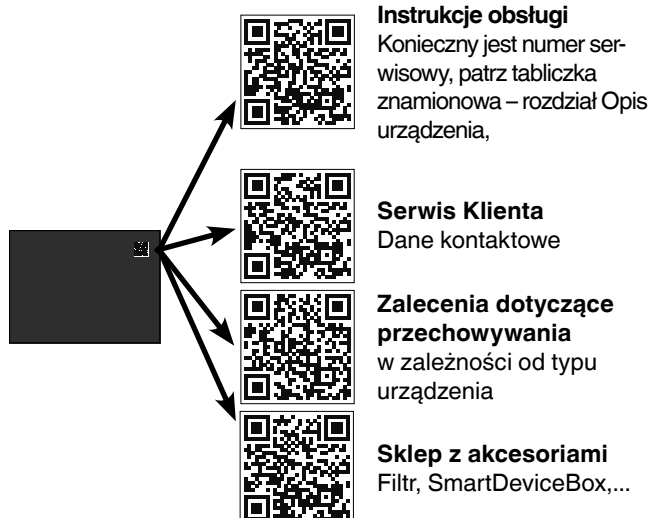 Instrukcje obsługi
Konieczny jest numer ser-
wisowy, patrz tabliczka
znamionowa – rozdział Opis
urządzenia,
Serwis Klienta
Dane kontaktowe
Zalecenia dotyczące
przechowywania
w zależności od typu
urządzenia
Sklep z akcesoriami
Filtr, SmartDeviceBox,...